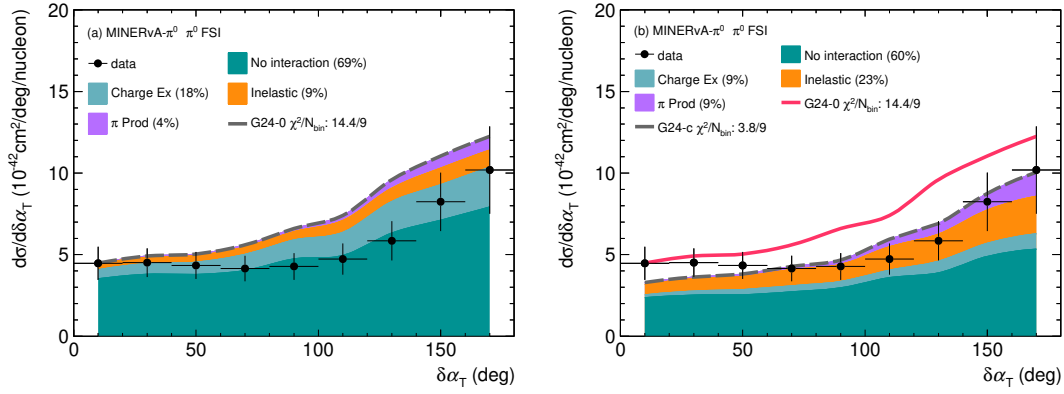 (a) MINERvA-π⁰ π⁰ FSI
data
No interaction (69%)
Charge Ex (18%)
Inelastic (9%)
π Prod (4%)
G24-0 χ²/N_bin: 14.4/9
dσ/dδα_T (10⁻⁴² cm²/deg/nucleon)
20
15
10
5
0
0 50 100 150
δα_T (deg)
(b) MINERvA-π⁰ π⁰ FSI
data
No interaction (60%)
Charge Ex (9%)
Inelastic (23%)
π Prod (9%)
G24-0 χ²/N_bin: 14.4/9
G24-c χ²/N_bin: 3.8/9
dσ/dδα_T (10⁻⁴² cm²/deg/nucleon)
20
15
10
5
0
0 50 100 150
δα_T (deg)